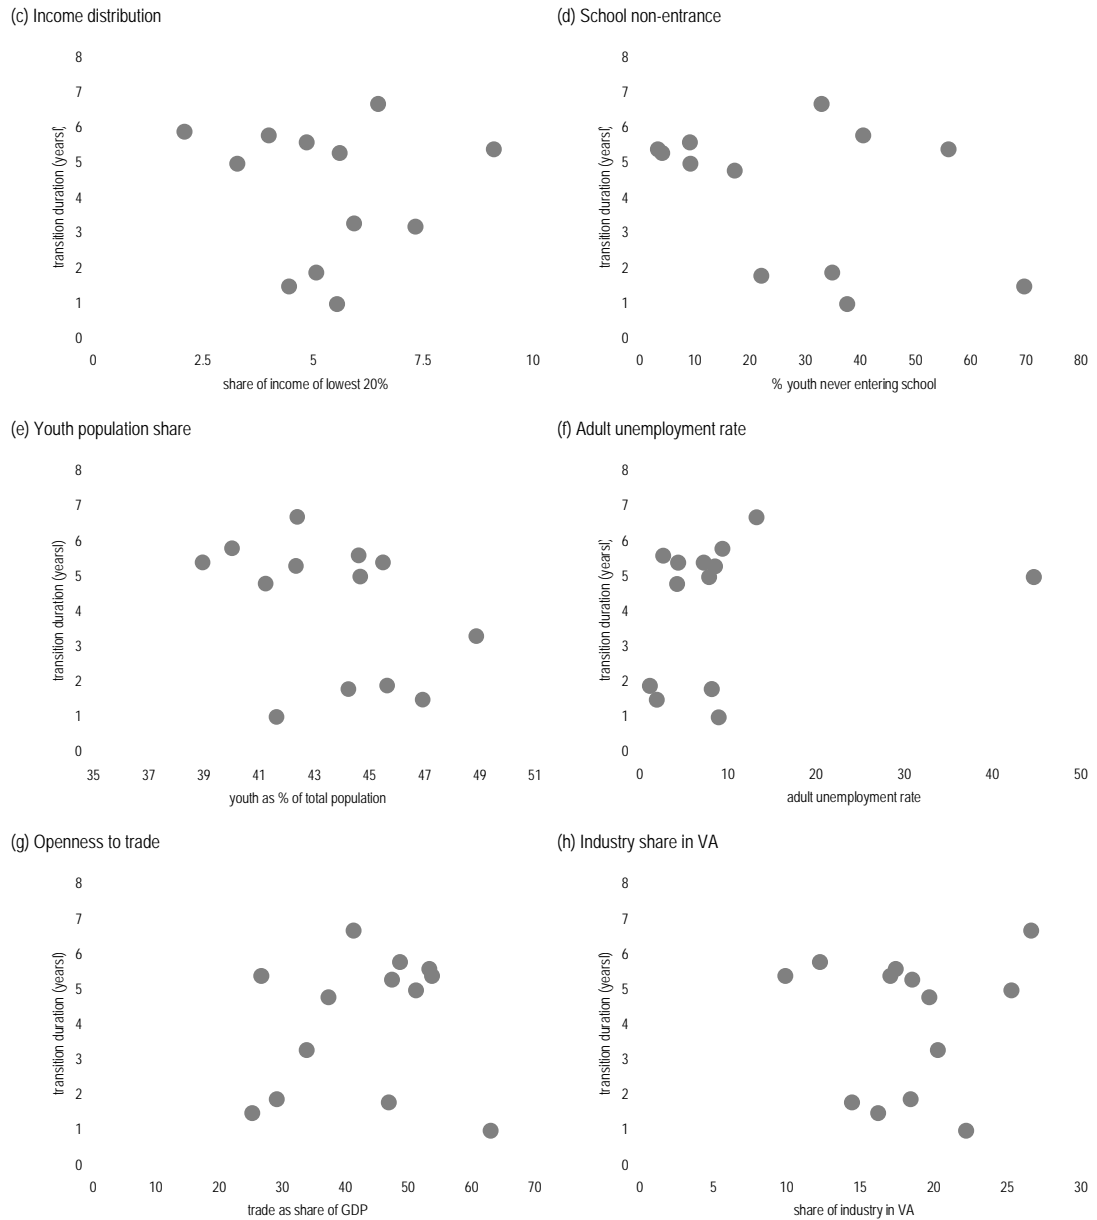 (c) Income distribution
8
7
6
5
4
3
2
1
0
transition duration (years)
0 2.5 5 7.5 10
share of income of lowest 20%
(d) School non-entrance
8
7
6
5
4
3
2
1
0
transition duration (years)
0 10 20 30 40 50 60 70 80
% youth never entering school
(e) Youth population share
8
7
6
5
4
3
2
1
0
transition duration (years)
35 37 39 41 43 45 47 49 51
youth as % of total population
(f) Adult unemployment rate
8
7
6
5
4
3
2
1
0
transition duration (years)
0 10 20 30 40 50
adult unemployment rate
(g) Openness to trade
8
7
6
5
4
3
2
1
0
transition duration (years)
0 10 20 30 40 50 60 70
trade as share of GDP
(h) Industry share in VA
8
7
6
5
4
3
2
1
0
transition duration (years)
0 5 10 15 20 25 30
share of industry in VA